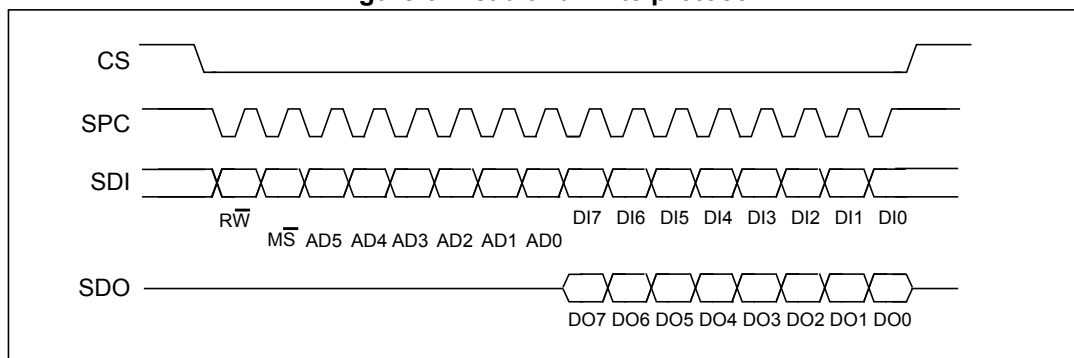 CS
SPC
SDI
RW̅
DI7 DI6 DI5 DI4 DI3 DI2 DI1 DI0
MS̅ AD5 AD4 AD3 AD2 AD1 AD0
SDO
DO7 DO6 DO5 DO4 DO3 DO2 DO1 DO0